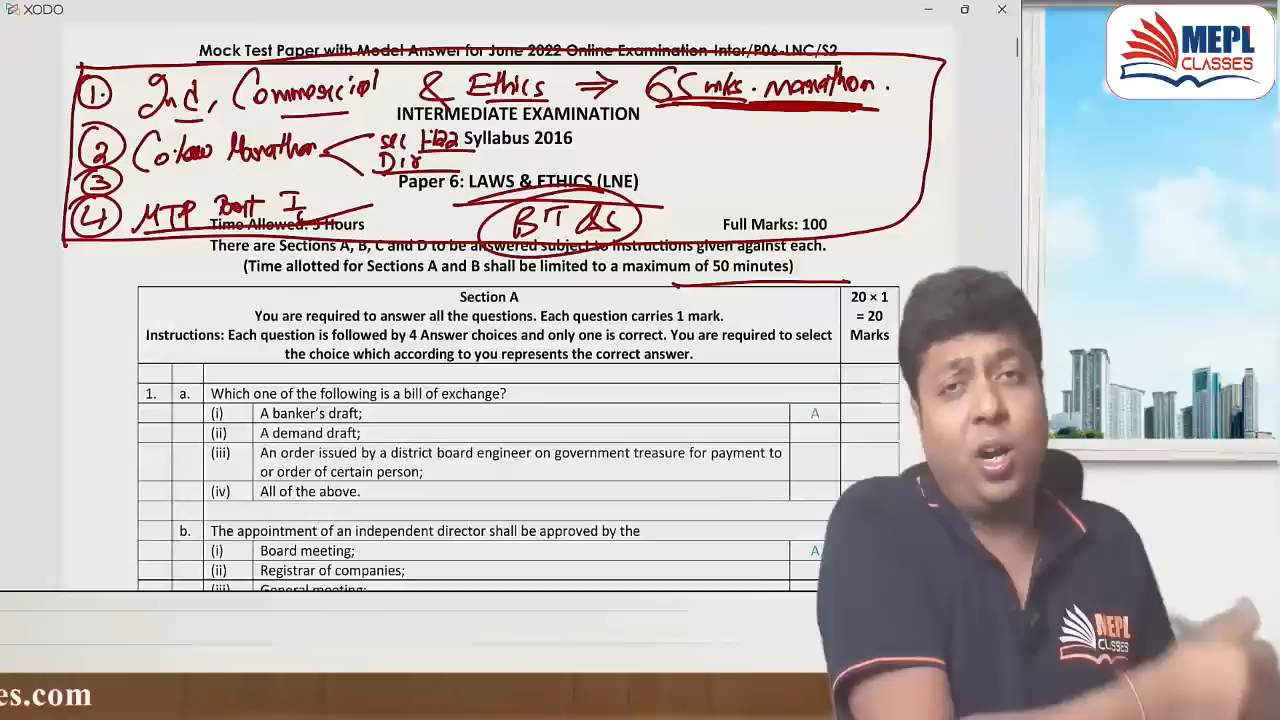 XODO
Mock Test Paper with Model Answer for June 2022 Online Examination-Inter/P06-LNC/S2
1. Ind, Commercial & Ethics ⇒ 65 mks. marathon.
INTERMEDIATE EXAMINATION
2 Co. law Marathon
Syllabus 2016
3
Paper 6: LAWS & ETHICS (LNE)
4 MTP
Time Allowed: 3 Hours
Full Marks: 100
There are Sections A, B, C and D to be answered subject to instructions given against each.
(Time allotted for Sections A and B shall be limited to a maximum of 50 minutes)
Section A
20 × 1 = 20 Marks
You are required to answer all the questions. Each question carries 1 mark.
Instructions: Each question is followed by 4 Answer choices and only one is correct. You are required to select
the choice which according to you represents the correct answer.
1. a. Which one of the following is a bill of exchange?
(i) A banker's draft; A
(ii) A demand draft;
(iii) An order issued by a district board engineer on government treasure for payment to
or order of certain person;
(iv) All of the above.
b. The appointment of an independent director shall be approved by the
(i) Board meeting; A
(ii) Registrar of companies;
(iii) General meeting;
MEPL
CLASSES
MEPL
CLASSES
es.com